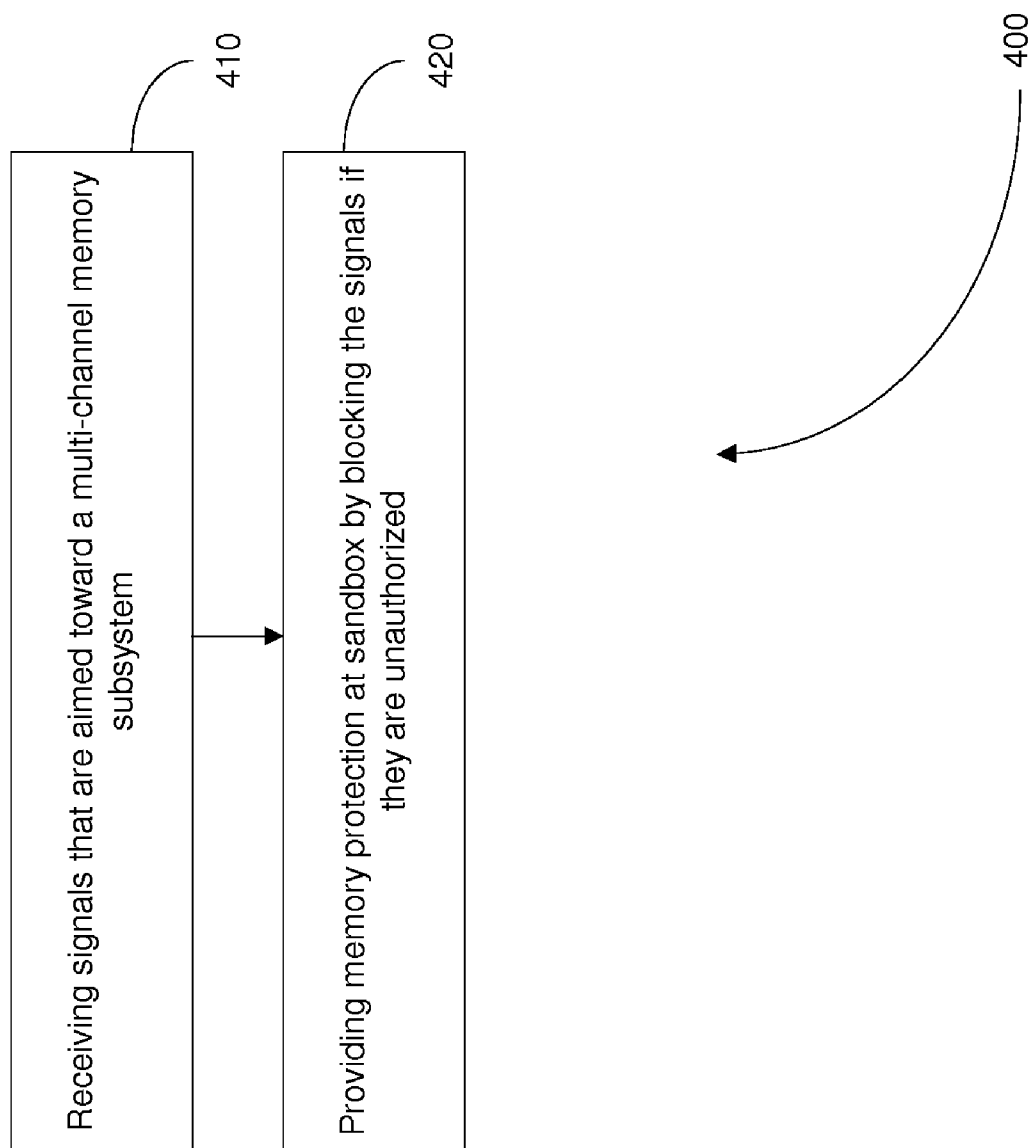 Receiving signals that are aimed toward a multi-channel memory
subsystem
410
Providing memory protection at sandbox by blocking the signals if
they are unauthorized
420
400